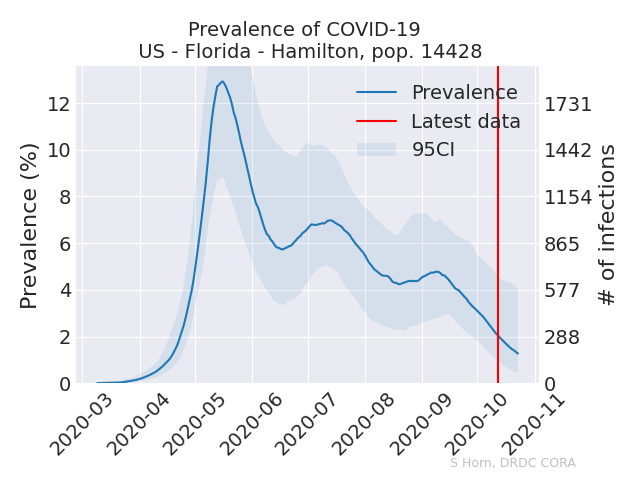 Prevalence of COVID-19
US - Florida - Hamilton, pop. 14428
Prevalence
Latest data
95CI
Prevalence (%)
12
10
8
6
4
2
0
1731
1442
1154
865
577
288
0
# of infections
2020-03
2020-04
2020-05
2020-06
2020-07
2020-08
2020-09
2020-10
2020-11
S Horn, DRDC CORA